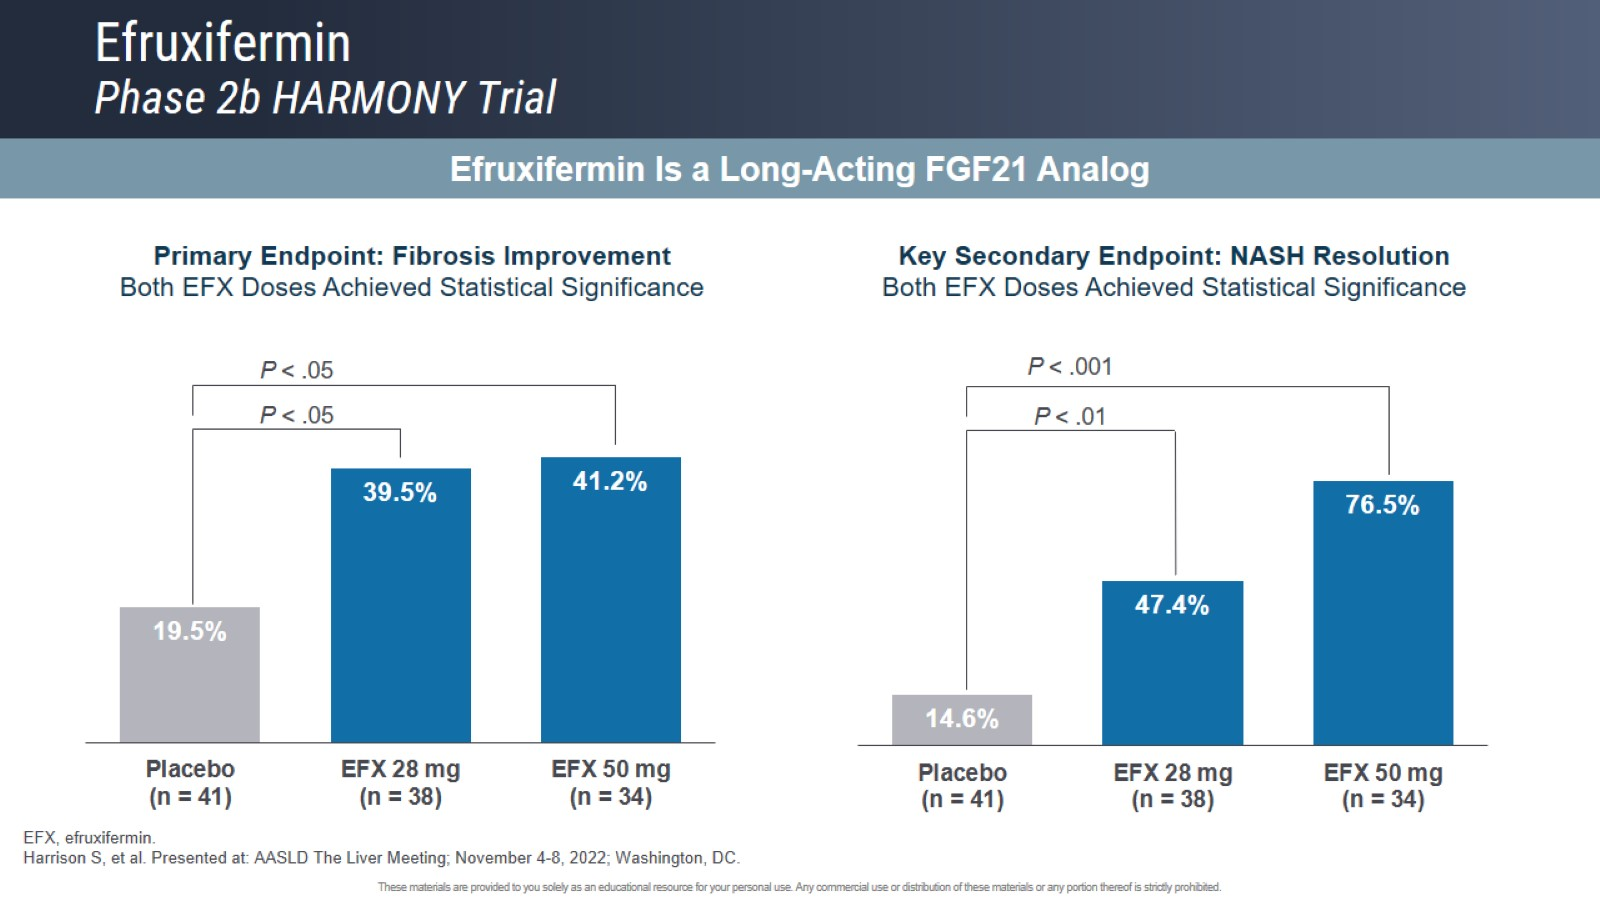 Efruxifermin
Phase 2b HARMONY Trial
Efruxifermin Is a Long-Acting FGF21 Analog
Primary Endpoint: Fibrosis Improvement
Both EFX Doses Achieved Statistical Significance
P < .05
P < .05
19.5%
39.5%
41.2%
Placebo
(n = 41)
EFX 28 mg
(n = 38)
EFX 50 mg
(n = 34)
Key Secondary Endpoint: NASH Resolution
Both EFX Doses Achieved Statistical Significance
P < .001
P < .01
14.6%
47.4%
76.5%
Placebo
(n = 41)
EFX 28 mg
(n = 38)
EFX 50 mg
(n = 34)
EFX, efruxifermin.
Harrison S, et al. Presented at: AASLD The Liver Meeting; November 4-8, 2022; Washington, DC.
These materials are provided to you solely as an educational resource for your personal use. Any commercial use or distribution of these materials or any portion thereof is strictly prohibited.